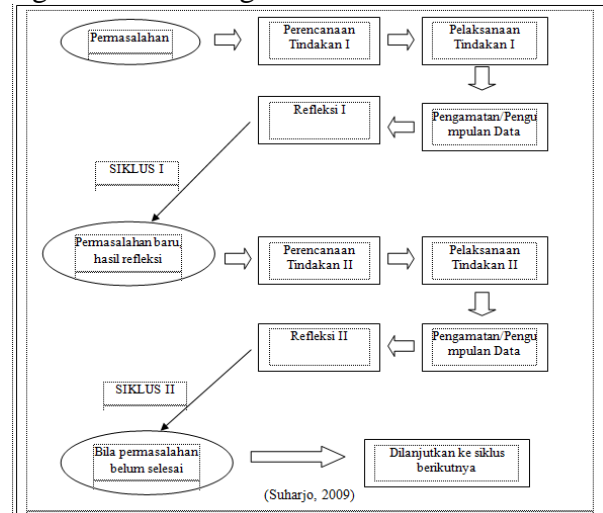 Permasalahan
Perencanaan
Tindakan I
Pelaksanaan
Tindakan I
Refleksi I
Pengamatan/Pengu
mpulan Data
SIKLUS I
Permasalahan baru,
hasil refleksi
Perencanaan
Tindakan II
Pelaksanaan
Tindakan II
Refleksi II
Pengamatan/Pengu
mpulan Data
SIKLUS II
Bila permasalahan
belum selesai
Dilanjutkan ke siklus
berikutnya
(Suharjo, 2009)